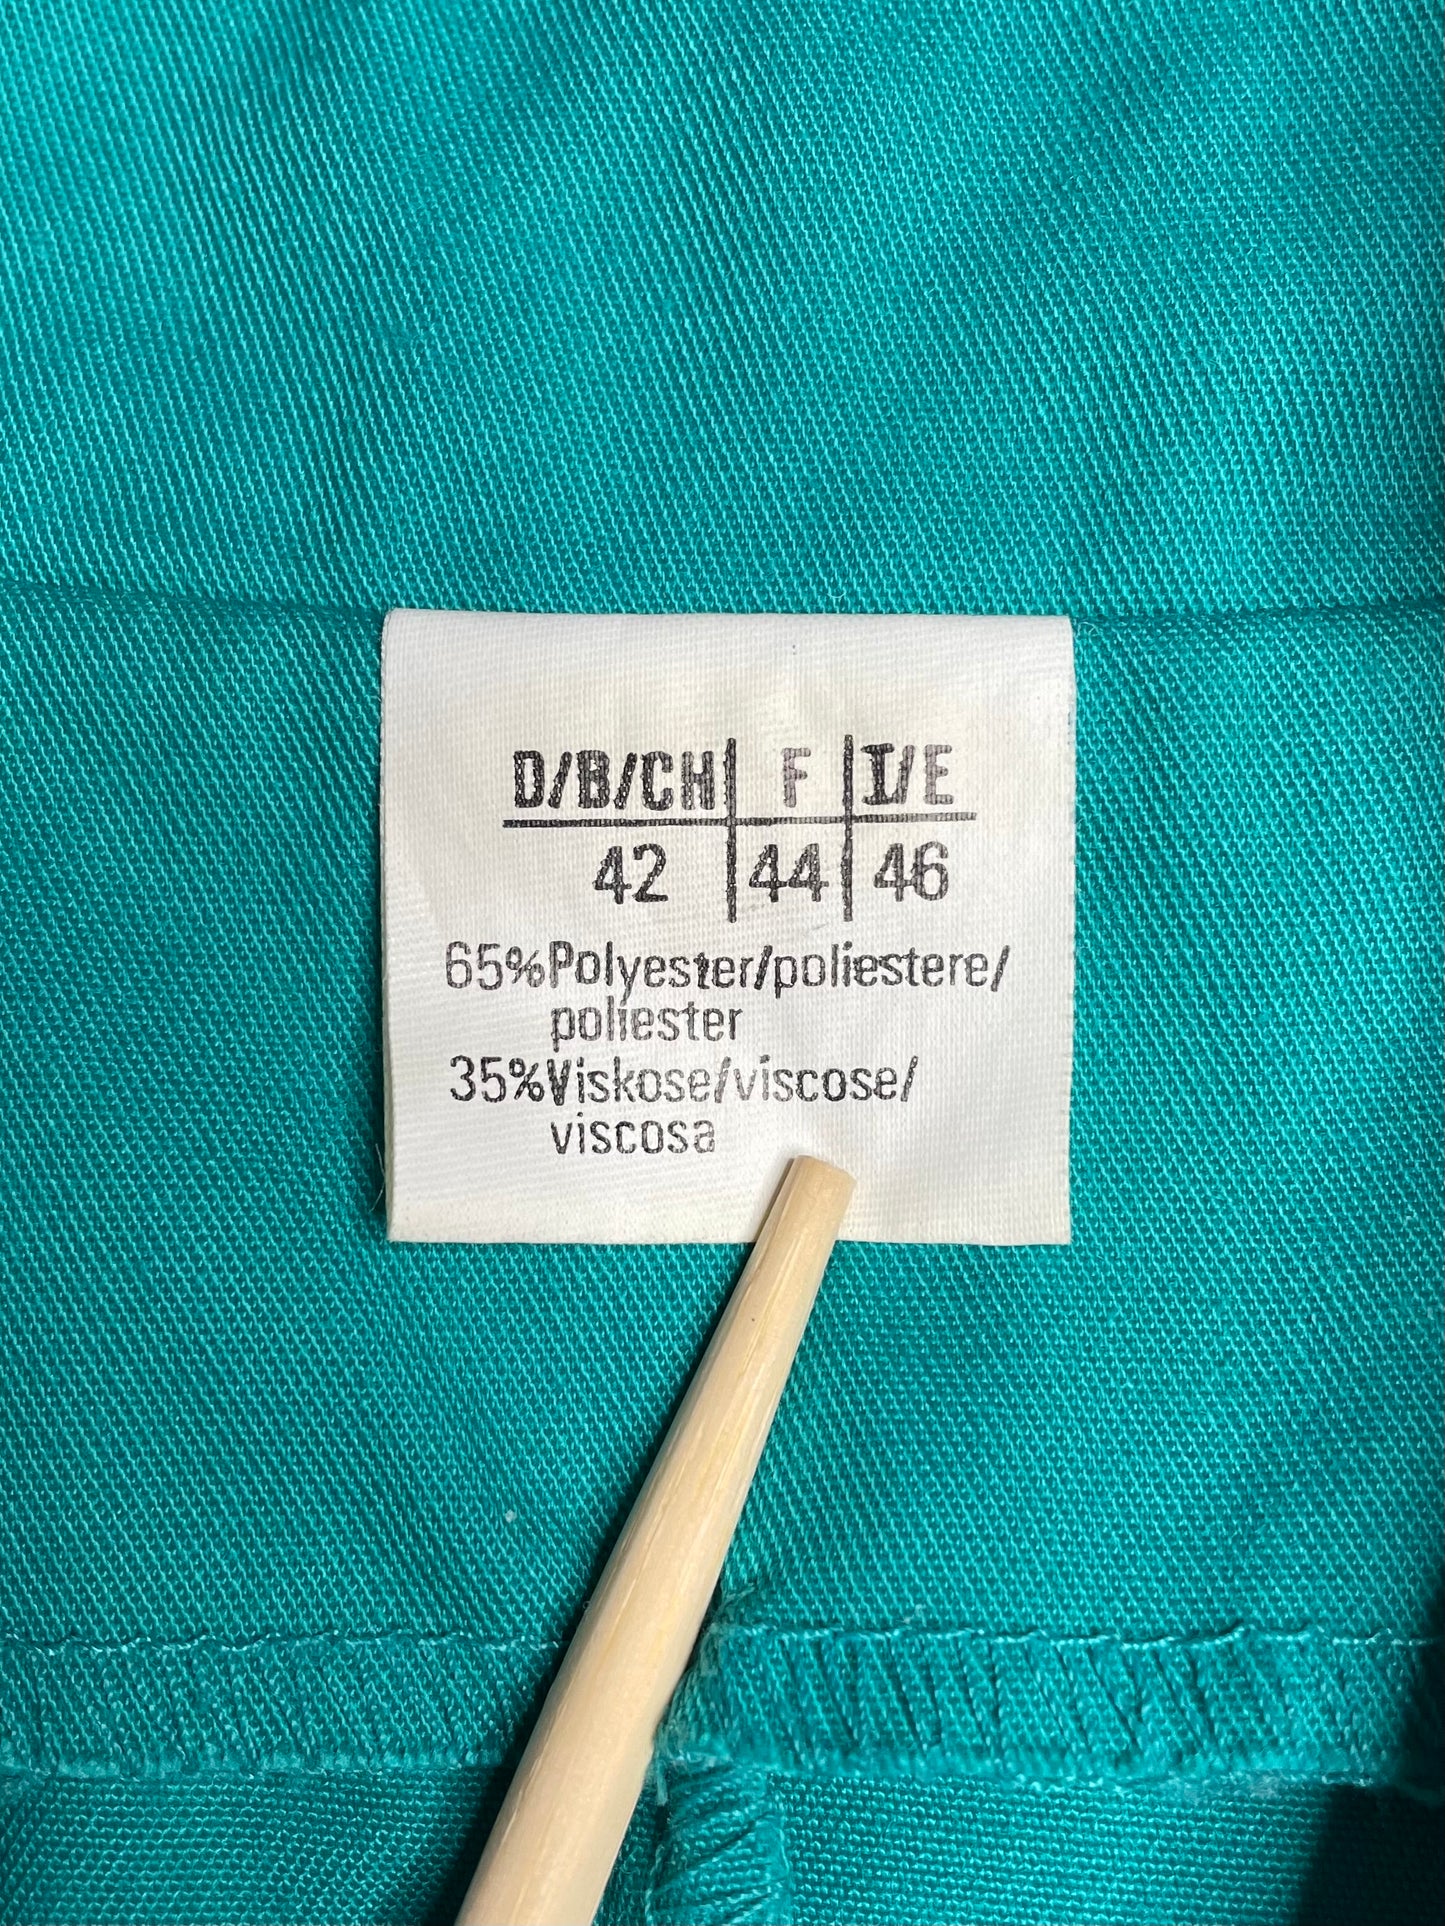 D/B/CH | F | I/E
42 | 44 | 46
65%Polyester/poliestere/
poliester
35%Viskose/viscose/
viscosa